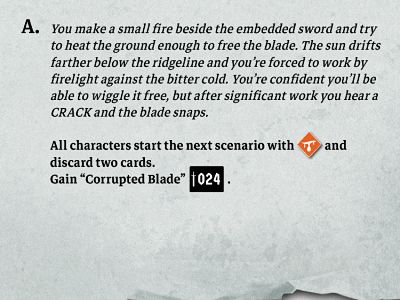 A. You make a small fire beside the embedded sword and try
to heat the ground enough to free the blade. The sun drifts
farther below the ridgeline and you’re forced to work by
firelight against the bitter cold. You’re confident you’ll be
able to wiggle it free, but after significant work you hear a
CRACK and the blade snaps.
All characters start the next scenario with and
discard two cards.
Gain “Corrupted Blade” 024 .